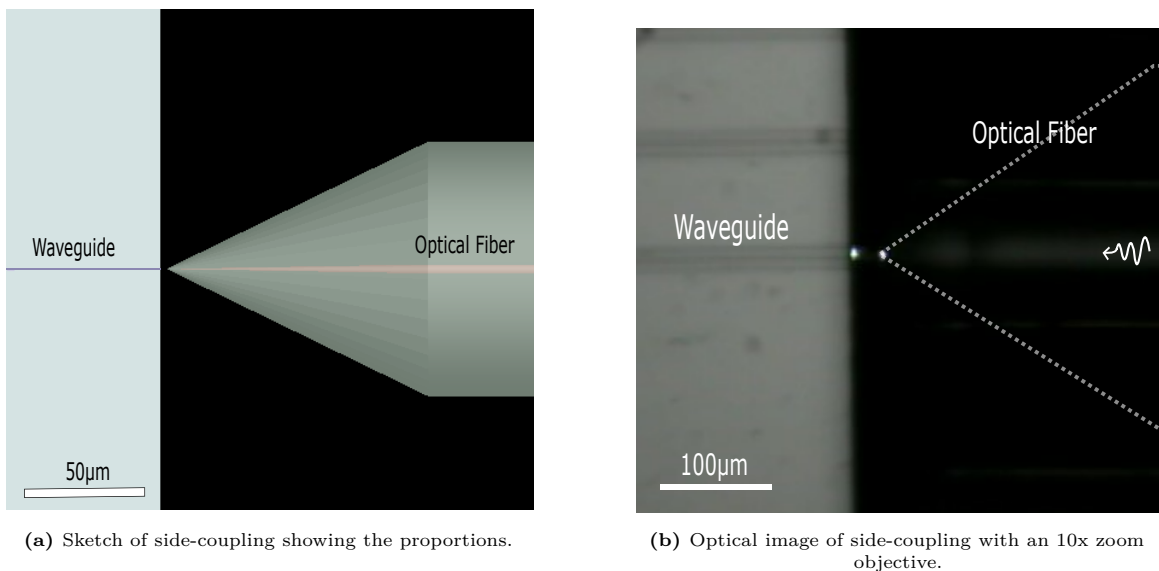 Waveguide
Optical Fiber
50μm
(a) Sketch of side-coupling showing the proportions.
Optical Fiber
Waveguide
100μm
(b) Optical image of side-coupling with an 10x zoom
objective.